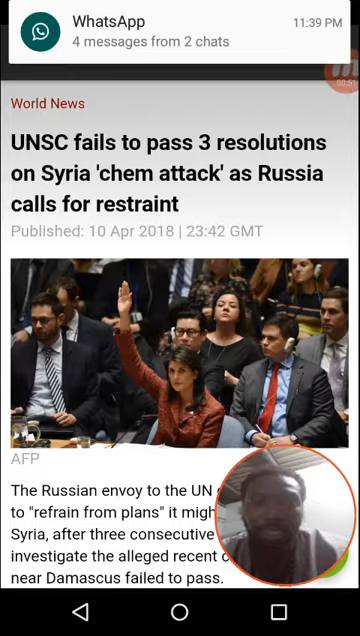 WhatsApp
11:39 PM
4 messages from 2 chats
00:51
World News
UNSC fails to pass 3 resolutions
on Syria 'chem attack' as Russia
calls for restraint
Published: 10 Apr 2018 | 23:42 GMT
AFP
The Russian envoy to the UN
to "refrain from plans" it
Syria, after three consecutive
investigate the alleged recent
near Damascus failed to pass.